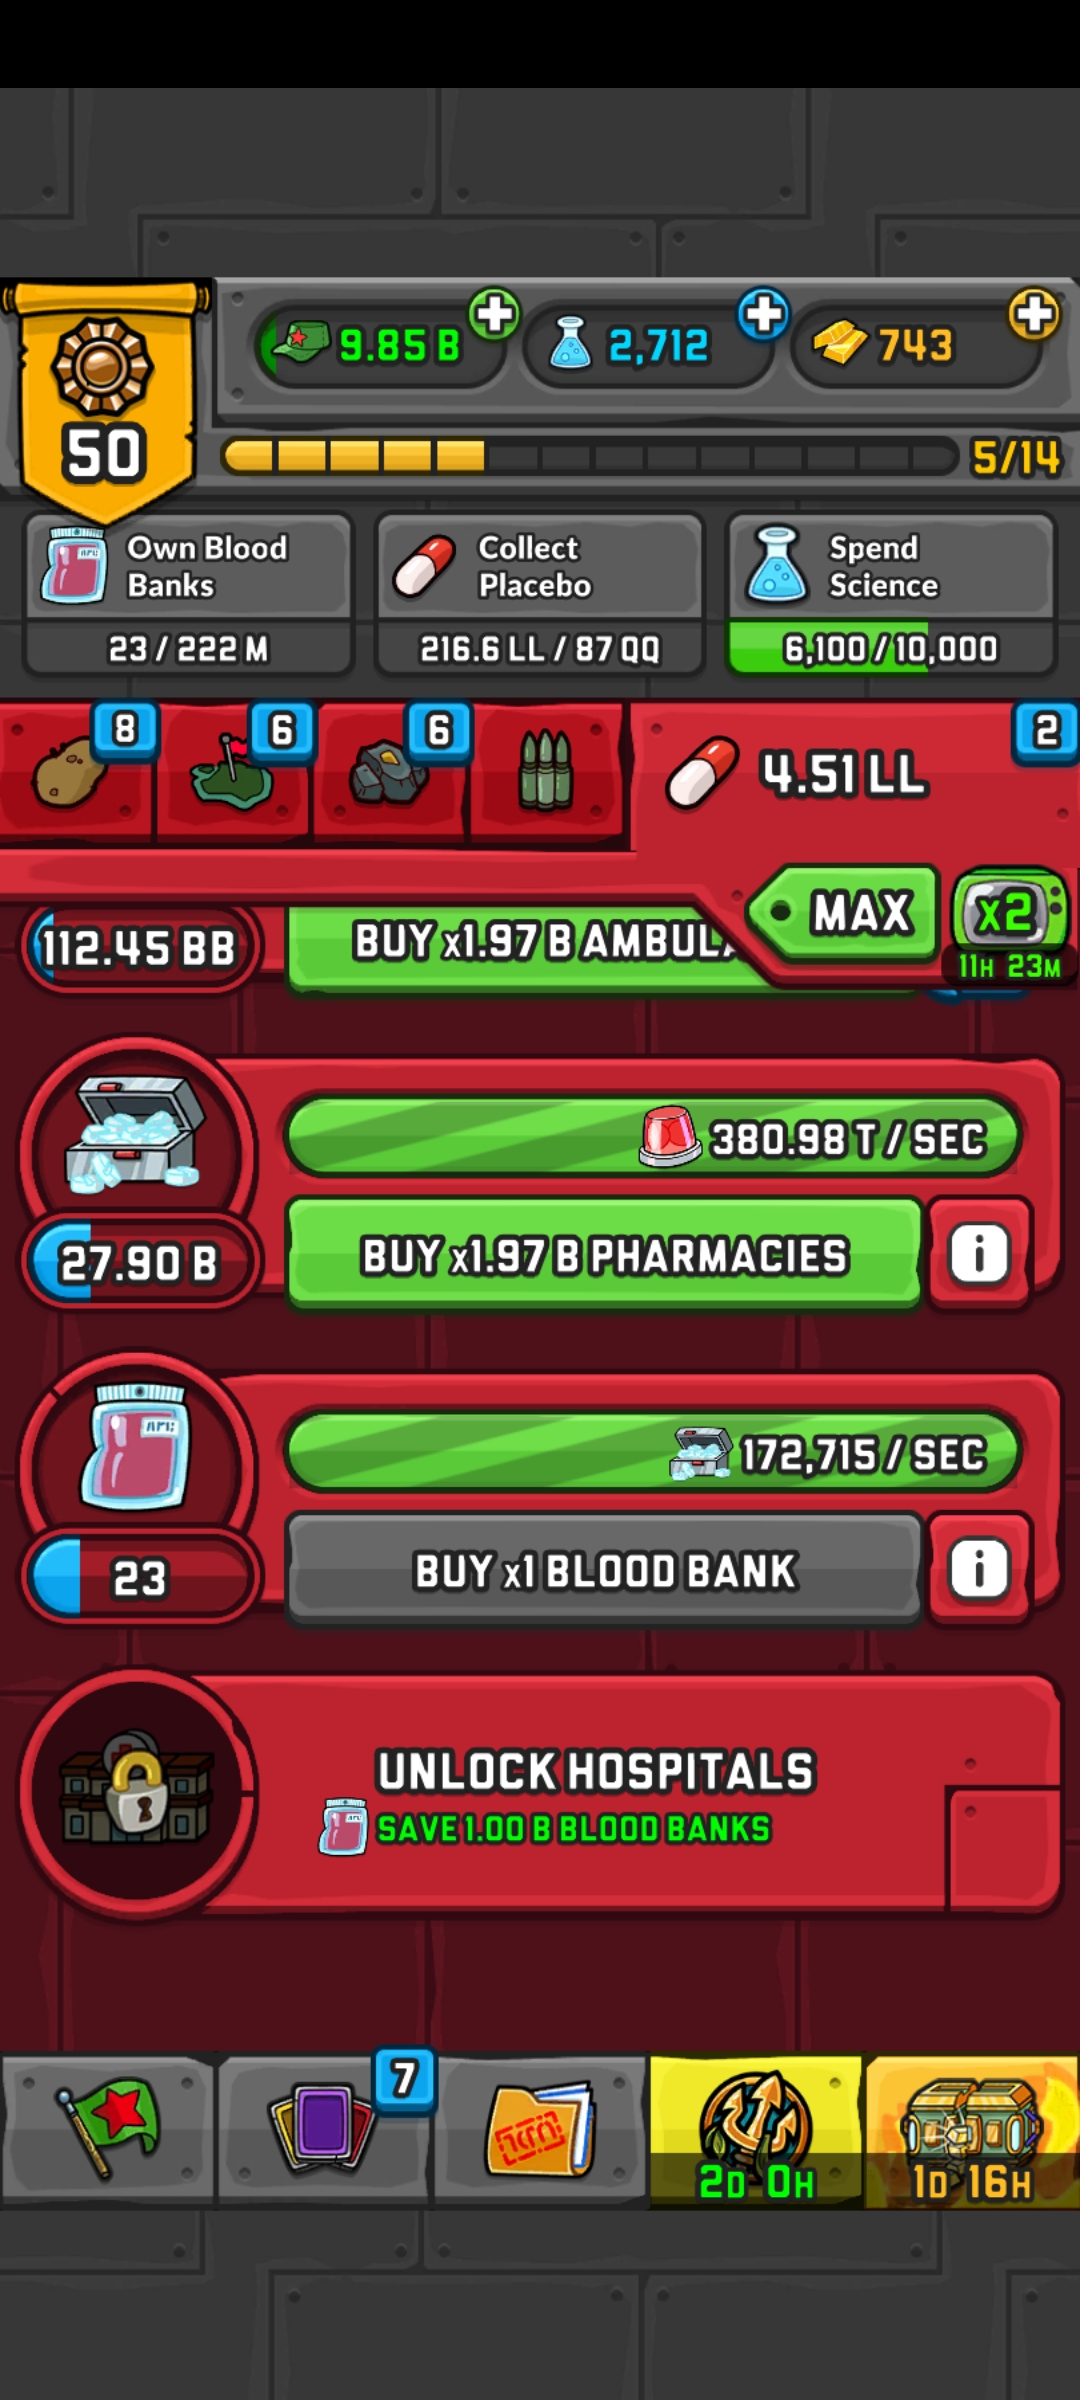 9.85 B
2,712
743
50
5/14
Own Blood
Banks
23 / 222 M
Collect
Placebo
216.6 LL / 87 QQ
Spend
Science
6,100 / 10,000
8
6
6
2
4.51 LL
MAX
x2
11H 23M
112.45 BB
BUY x1.97 B AMBULA
380.98 T / SEC
27.90 B
BUY x1.97 B PHARMACIES
i
172,715 / SEC
23
BUY x1 BLOOD BANK
i
UNLOCK HOSPITALS
SAVE 1.00 B BLOOD BANKS
7
2D 0H
1D 16H